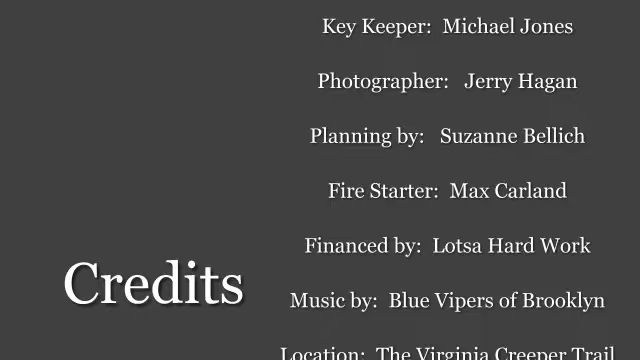 Key Keeper: Michael Jones
Photographer: Jerry Hagan
Planning by: Suzanne Bellich
Fire Starter: Max Carland
Financed by: Lotsa Hard Work
Credits
Music by: Blue Vipers of Brooklyn
Location: The Virginia Creeper Trail